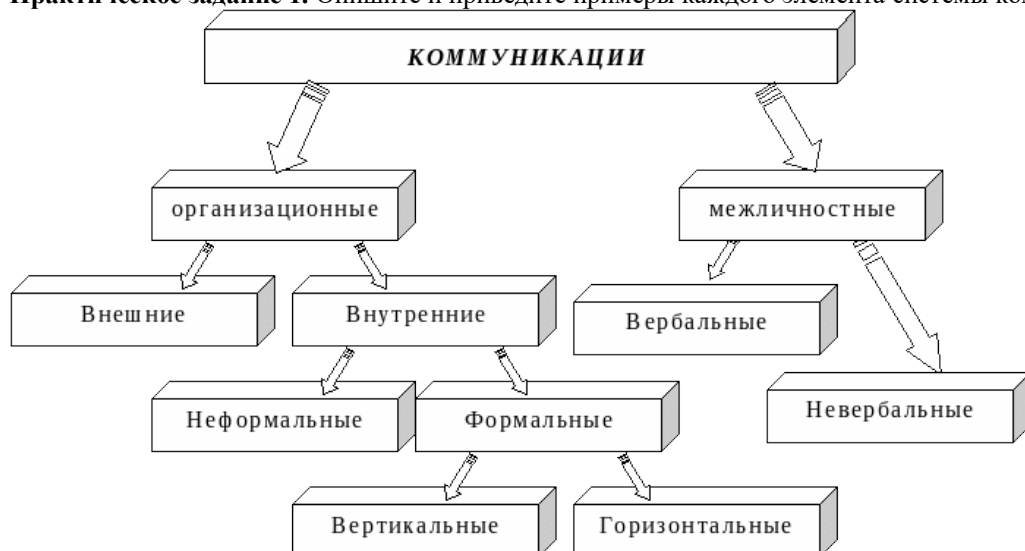 Практическое задание 1. Опишите и приведите примеры каждого элемента системы ко
КОММУНИКАЦИИ
организационные
межличностные
Внешние
Внутренние
Вербальные
Неформальные
Формальные
Невербальные
Вертикальные
Горизонтальные